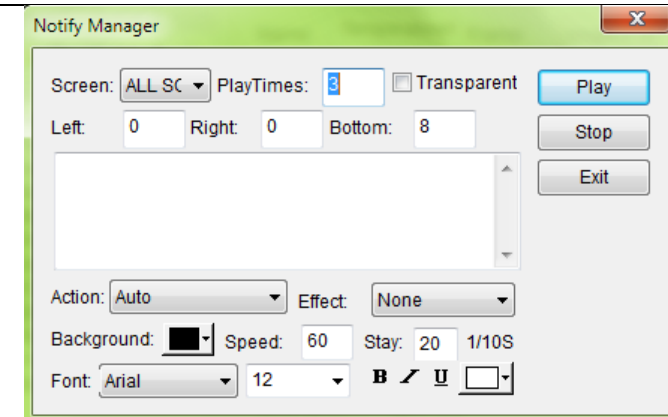 Notify Manager
Screen: ALL SC PlayTimes: 3 Transparent Play
Left: 0 Right: 0 Bottom: 8 Stop
Exit
Action: Auto Effect: None
Background: Speed: 60 Stay: 20 1/10S
Font: Arial 12 B I U